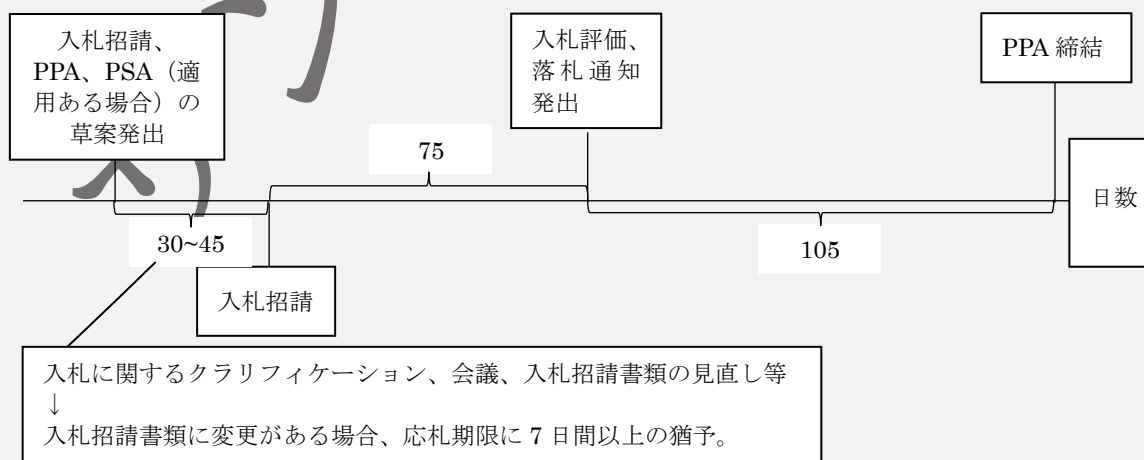 入札招請、
PPA、PSA（適
用ある場合）の
草案発出
入札評価、
落札通知
発出
PPA 締結
75
日数
30~45
105
入札招請
入札に関するクラリフィケーション、会議、入札招請書類の見直し等
↓
入札招請書類に変更がある場合、応札期限に 7 日間以上の猶予。